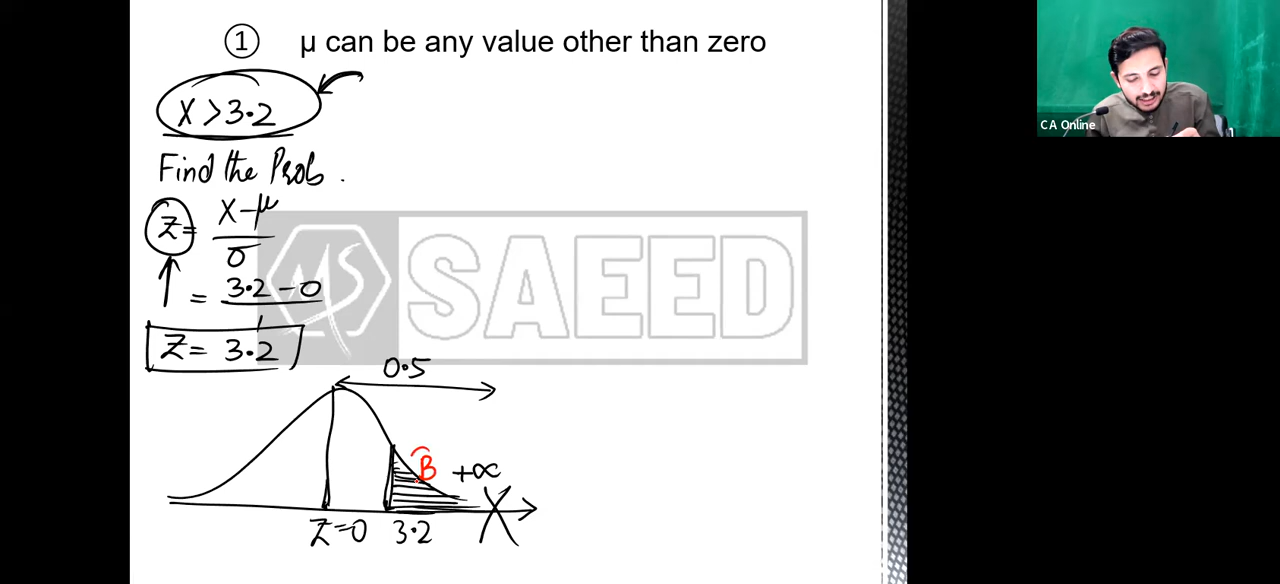 ① µ can be any value other than zero
X > 3.2
Find the Prob.
Z = X - µ / σ
= 3.2 - 0 / 1
Z = 3.2
MS SAEED
0.5
B +∞
Z=0 3.2 X
CA Online